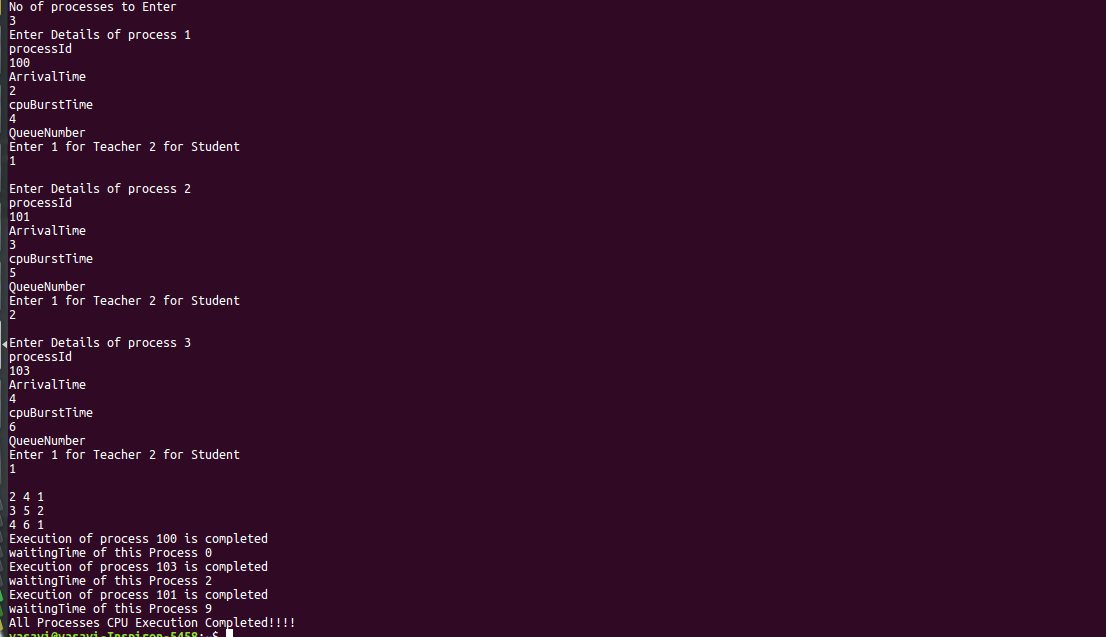 No of processes to Enter
3
Enter Details of process 1
processId
100
ArrivalTime
2
cpuBurstTime
4
QueueNumber
Enter 1 for Teacher 2 for Student
1
Enter Details of process 2
processId
101
ArrivalTime
3
cpuBurstTime
5
QueueNumber
Enter 1 for Teacher 2 for Student
2
Enter Details of process 3
processId
103
ArrivalTime
4
cpuBurstTime
6
QueueNumber
Enter 1 for Teacher 2 for Student
1
2 4 1
3 5 2
4 6 1
Execution of process 100 is completed
waitingTime of this Process 0
Execution of process 103 is completed
waitingTime of this Process 2
Execution of process 101 is completed
waitingTime of this Process 9
All Processes CPU Execution Completed!!!!
vasavi@vasavi-Inspiron-5458:~$